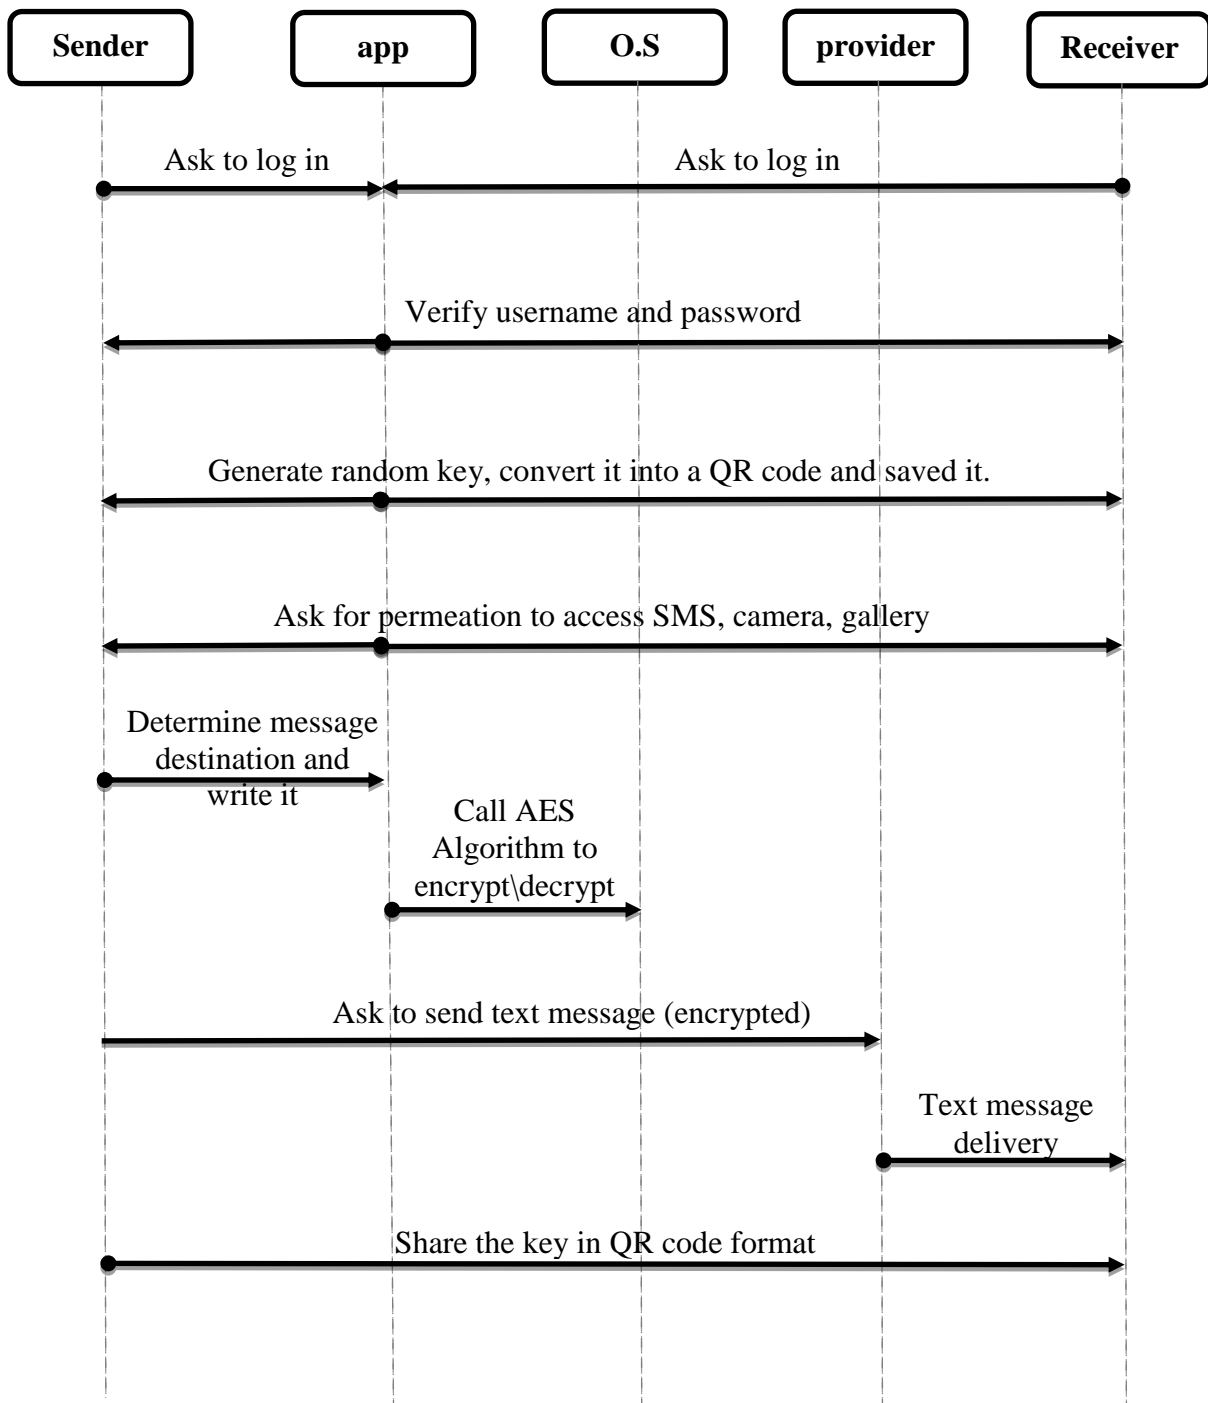 Sender
app
O.S
provider
Receiver
Ask to log in
Ask to log in
Verify username and password
Generate random key, convert it into a QR code and saved it.
Ask for permeation to access SMS, camera, gallery
Determine message
destination and
write it
Call AES
Algorithm to
encrypt\decrypt
Ask to send text message (encrypted)
Text message
delivery
Share the key in QR code format